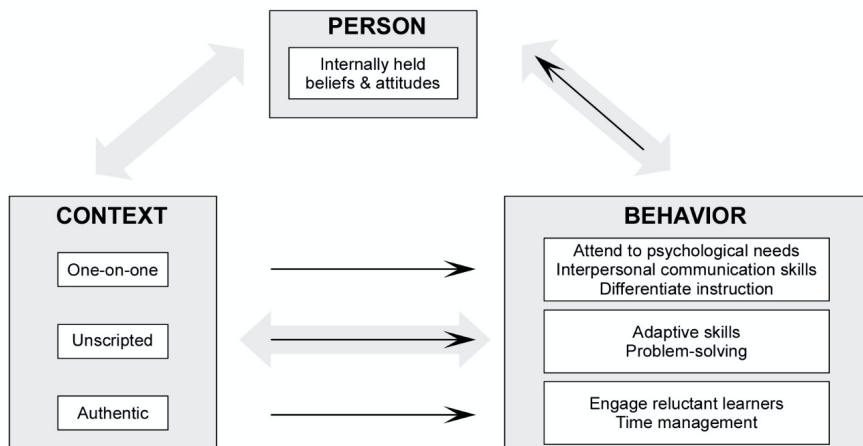 PERSON
Internally held
beliefs & attitudes
CONTEXT
One-on-one
Unscripted
Authentic
BEHAVIOR
Attend to psychological needs
Interpersonal communication skills
Differentiate instruction
Adaptive skills
Problem-solving
Engage reluctant learners
Time management